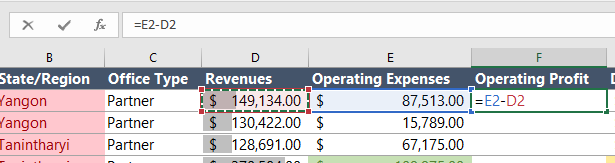 fx =E2-D2
B C D E F
State/Region Office Type Revenues Operating Expenses Operating Profit
Yangon Partner $ 149,134.00 $ 87,513.00 =E2-D2
Yangon Partner $ 130,422.00 $ 15,789.00
Tanintharyi Partner $ 128,691.00 $ 67,175.00